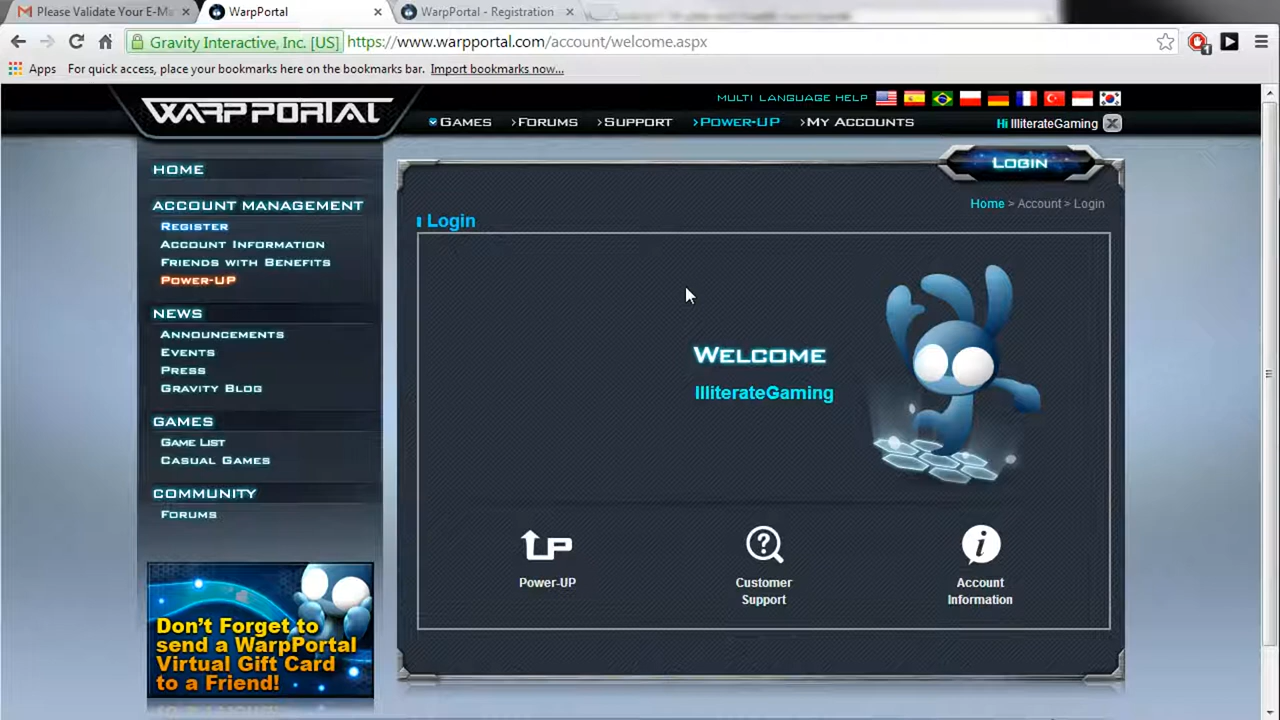 Please Validate Your E-Ma
WarpPortal
WarpPortal - Registration
Gravity Interactive, Inc. [US]
https://www.warpportal.com/account/welcome.aspx
1
Apps
For quick access, place your bookmarks here on the bookmarks bar.
Import bookmarks now...
WARPPORTAL
MULTI LANGUAGE HELP
GAMES
FORUMS
SUPPORT
POWER-UP
MY ACCOUNTS
Hi IlliterateGaming
LOGIN
HOME
ACCOUNT MANAGEMENT
REGISTER
ACCOUNT INFORMATION
FRIENDS WITH BENEFITS
POWER-UP
NEWS
ANNOUNCEMENTS
EVENTS
PRESS
GRAVITY BLOG
GAMES
GAME LIST
CASUAL GAMES
COMMUNITY
FORUMS
Don't Forget to
send a WarpPortal
Virtual Gift Card
to a Friend!
Home > Account > Login
Login
WELCOME
IlliterateGaming
UP
Power-UP
Customer
Support
Account
Information